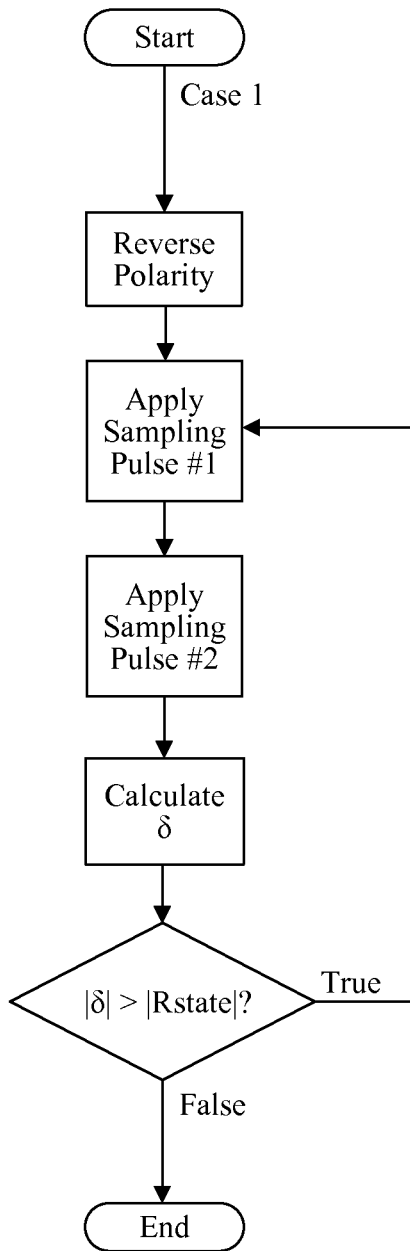 Start
Case 1
Reverse
Polarity
Apply
Sampling
Pulse #1
Apply
Sampling
Pulse #2
Calculate
δ
|δ| > |Rstate|?
True
False
End